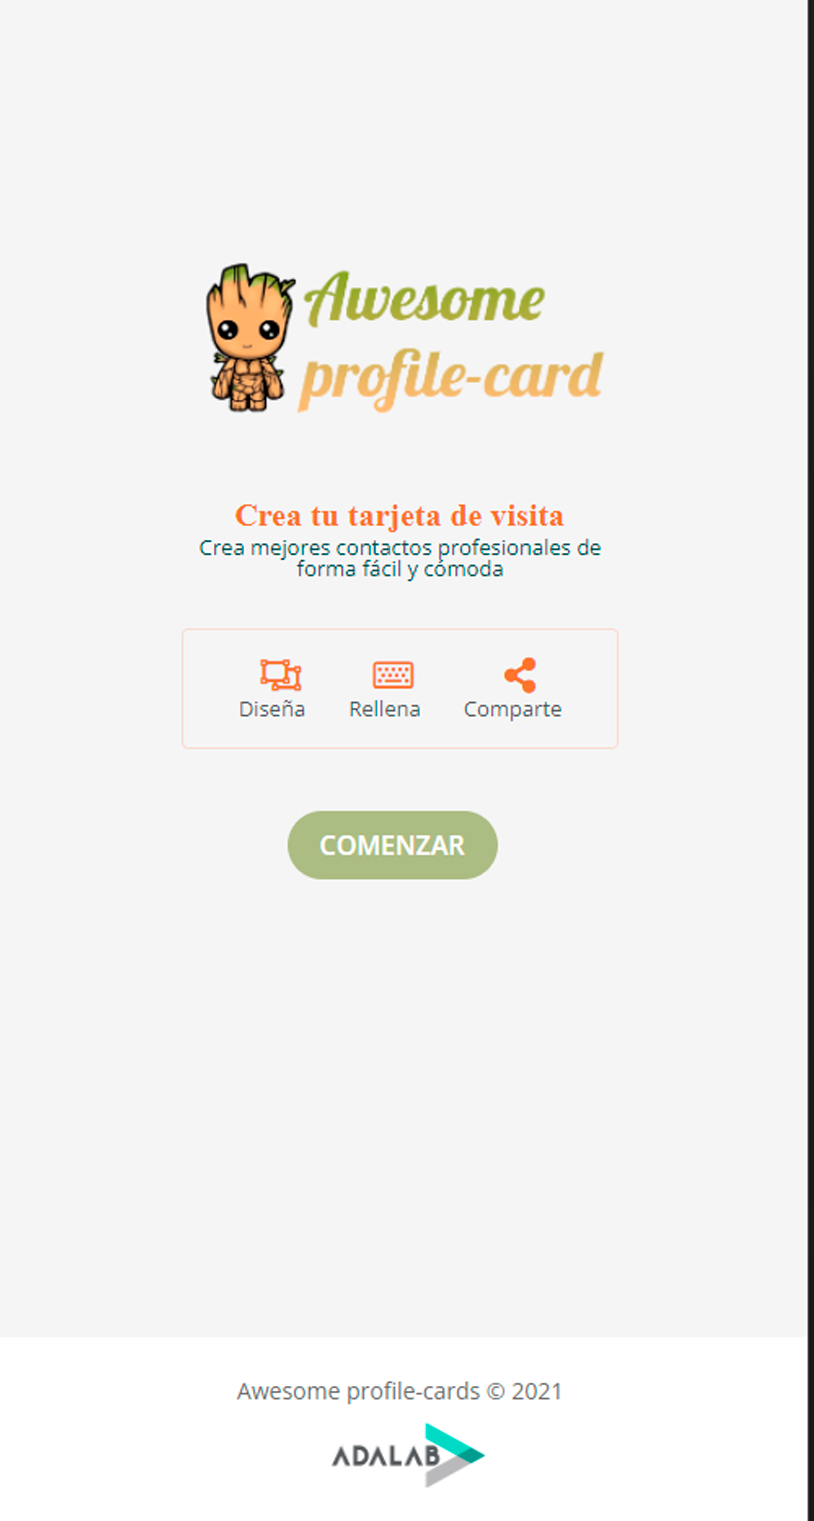 Awesome
profile-card
Crea tu tarjeta de visita
Crea mejores contactos profesionales de
forma fácil y cómoda
Diseña Rellena Comparte
COMENZAR
Awesome profile-cards © 2021
ADALAB